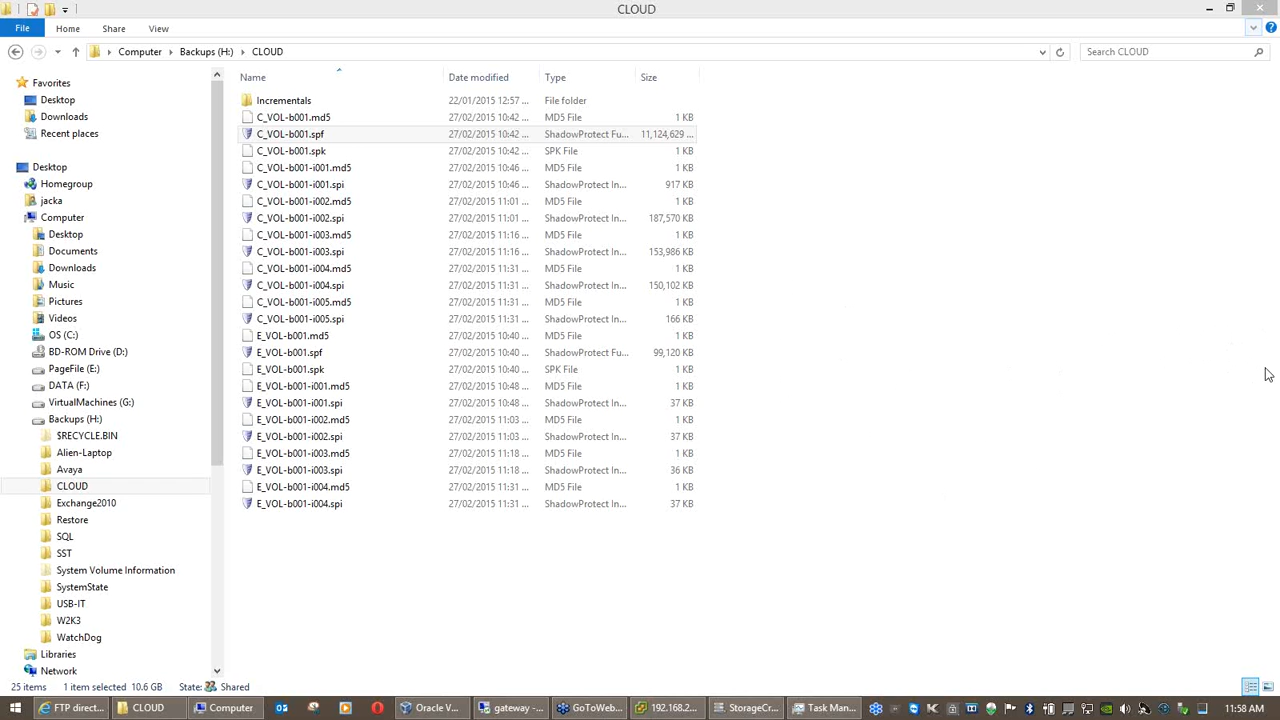 CLOUD
File Home Share View
Computer Backups (H:) CLOUD Search CLOUD
Name Date modified Type Size
Favorites
Desktop
Downloads
Recent places
Desktop
Homegroup
jacka
Computer
Desktop
Documents
Downloads
Music
Pictures
Videos
OS (C:)
BD-ROM Drive (D:)
PageFile (E:)
DATA (F:)
VirtualMachines (G:)
Backups (H:)
$RECYCLE.BIN
Alien-Laptop
Avaya
CLOUD
Exchange2010
Restore
SQL
SST
System Volume Information
SystemState
USB-IT
W2K3
WatchDog
Libraries
Network
Incrementals 22/01/2015 12:57 ... File folder
C_VOL-b001.md5 27/02/2015 10:42 ... MD5 File 1 KB
C_VOL-b001.spf 27/02/2015 10:42 ... ShadowProtect Fu... 11,124,629 ...
C_VOL-b001.spk 27/02/2015 10:42 ... SPK File 1 KB
C_VOL-b001-i001.md5 27/02/2015 10:46 ... MD5 File 1 KB
C_VOL-b001-i001.spi 27/02/2015 10:46 ... ShadowProtect In... 917 KB
C_VOL-b001-i002.md5 27/02/2015 11:01 ... MD5 File 1 KB
C_VOL-b001-i002.spi 27/02/2015 11:01 ... ShadowProtect In... 187,570 KB
C_VOL-b001-i003.md5 27/02/2015 11:16 ... MD5 File 1 KB
C_VOL-b001-i003.spi 27/02/2015 11:16 ... ShadowProtect In... 153,986 KB
C_VOL-b001-i004.md5 27/02/2015 11:31 ... MD5 File 1 KB
C_VOL-b001-i004.spi 27/02/2015 11:31 ... ShadowProtect In... 150,102 KB
C_VOL-b001-i005.md5 27/02/2015 11:31 ... MD5 File 1 KB
C_VOL-b001-i005.spi 27/02/2015 11:31 ... ShadowProtect In... 166 KB
E_VOL-b001.md5 27/02/2015 10:40 ... MD5 File 1 KB
E_VOL-b001.spf 27/02/2015 10:40 ... ShadowProtect Fu... 99,120 KB
E_VOL-b001.spk 27/02/2015 10:40 ... SPK File 1 KB
E_VOL-b001-i001.md5 27/02/2015 10:48 ... MD5 File 1 KB
E_VOL-b001-i001.spi 27/02/2015 10:48 ... ShadowProtect In... 37 KB
E_VOL-b001-i002.md5 27/02/2015 11:03 ... MD5 File 1 KB
E_VOL-b001-i002.spi 27/02/2015 11:03 ... ShadowProtect In... 37 KB
E_VOL-b001-i003.md5 27/02/2015 11:18 ... MD5 File 1 KB
E_VOL-b001-i003.spi 27/02/2015 11:18 ... ShadowProtect In... 36 KB
E_VOL-b001-i004.md5 27/02/2015 11:31 ... MD5 File 1 KB
E_VOL-b001-i004.spi 27/02/2015 11:31 ... ShadowProtect In... 37 KB
25 items 1 item selected 10.6 GB State: Shared
FTP direct... CLOUD Computer Oracle V... gateway -... GoToWeb... 192.168.2... StorageCr... Task Man... 11:58 AM